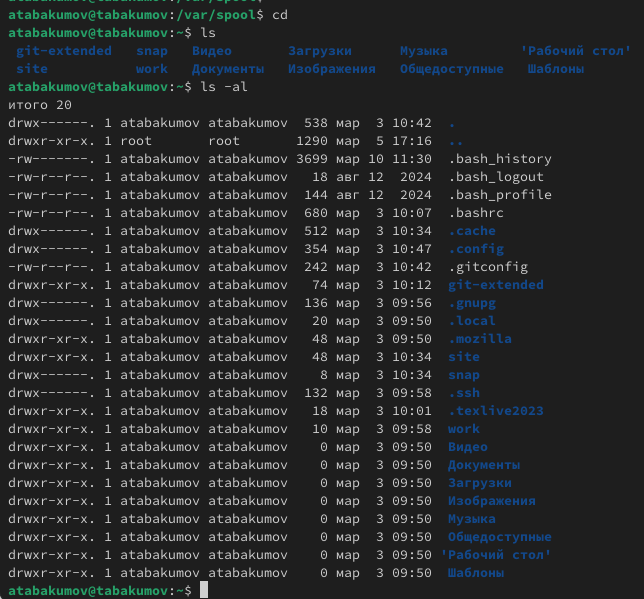 atabakumov@tabakumov:/var/spool$ cd
atabakumov@tabakumov:~$ ls
git-extended snap Видео Загрузки Музыка 'Рабочий стол'
site work Документы Изображения Общедоступные Шаблоны
atabakumov@tabakumov:~$ ls -al
итого 20
drwx------. 1 atabakumov atabakumov 538 мар 3 10:42 .
drwxr-xr-x. 1 root root 1290 мар 5 17:16 ..
-rw-------. 1 atabakumov atabakumov 3699 мар 10 11:30 .bash_history
-rw-r--r--. 1 atabakumov atabakumov 18 авг 12 2024 .bash_logout
-rw-r--r--. 1 atabakumov atabakumov 144 авг 12 2024 .bash_profile
-rw-r--r--. 1 atabakumov atabakumov 680 мар 3 10:07 .bashrc
drwx------. 1 atabakumov atabakumov 512 мар 3 10:34 .cache
drwx------. 1 atabakumov atabakumov 354 мар 3 10:47 .config
-rw-r--r--. 1 atabakumov atabakumov 242 мар 3 10:42 .gitconfig
drwxr-xr-x. 1 atabakumov atabakumov 74 мар 3 10:12 git-extended
drwx------. 1 atabakumov atabakumov 136 мар 3 09:56 .gnupg
drwx------. 1 atabakumov atabakumov 20 мар 3 09:50 .local
drwxr-xr-x. 1 atabakumov atabakumov 48 мар 3 09:50 .mozilla
drwxr-xr-x. 1 atabakumov atabakumov 48 мар 3 10:34 site
drwx------. 1 atabakumov atabakumov 8 мар 3 10:34 snap
drwx------. 1 atabakumov atabakumov 132 мар 3 09:58 .ssh
drwxr-xr-x. 1 atabakumov atabakumov 18 мар 3 10:01 .texlive2023
drwxr-xr-x. 1 atabakumov atabakumov 10 мар 3 09:58 work
drwxr-xr-x. 1 atabakumov atabakumov 0 мар 3 09:50 Видео
drwxr-xr-x. 1 atabakumov atabakumov 0 мар 3 09:50 Документы
drwxr-xr-x. 1 atabakumov atabakumov 0 мар 3 09:50 Загрузки
drwxr-xr-x. 1 atabakumov atabakumov 0 мар 3 09:50 Изображения
drwxr-xr-x. 1 atabakumov atabakumov 0 мар 3 09:50 Музыка
drwxr-xr-x. 1 atabakumov atabakumov 0 мар 3 09:50 Общедоступные
drwxr-xr-x. 1 atabakumov atabakumov 0 мар 3 09:50 'Рабочий стол'
drwxr-xr-x. 1 atabakumov atabakumov 0 мар 3 09:50 Шаблоны
atabakumov@tabakumov:~$